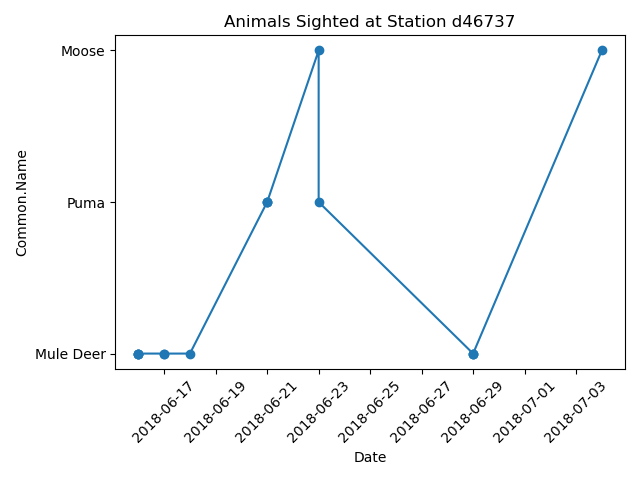 Animals Sighted at Station d46737
Moose
Puma
Mule Deer
Common.Name
2018-06-17
2018-06-19
2018-06-21
2018-06-23
2018-06-25
2018-06-27
2018-06-29
2018-07-01
2018-07-03
Date